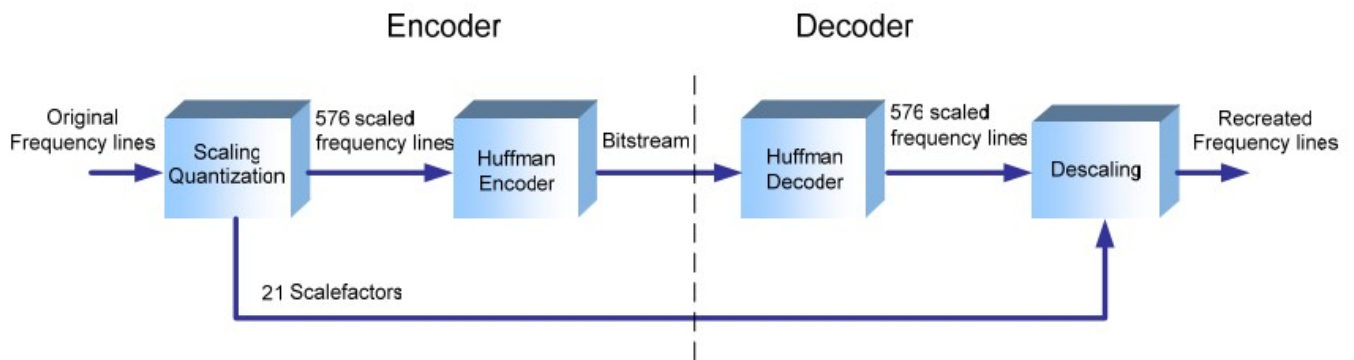 Encoder
Decoder
Original
Frequency lines
Scaling
Quantization
576 scaled
frequency lines
Huffman
Encoder
Bitstream
Huffman
Decoder
576 scaled
frequency lines
Descaling
Recreated
Frequency lines
21 Scalefactors